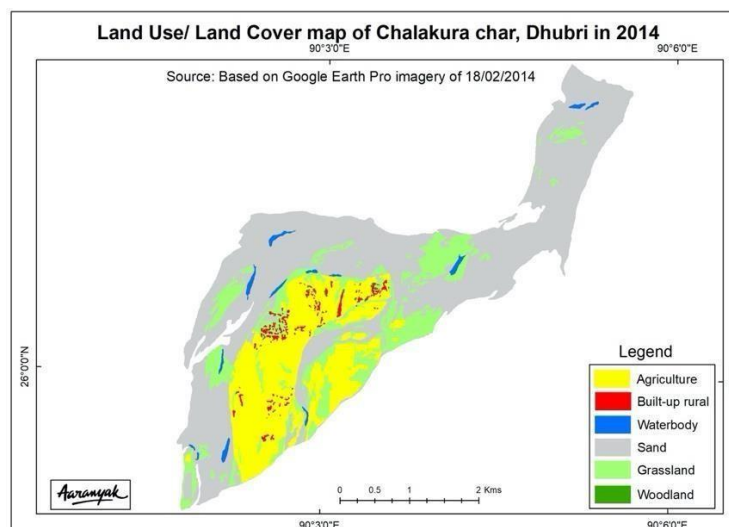 Land Use/ Land Cover map of Chalakura char, Dhubri in 2014
90°3'0"E 90°6'0"E
Source: Based on Google Earth Pro imagery of 18/02/2014
26°0'0"N
Legend
Agriculture
Built-up rural
Waterbody
Sand
Grassland
Woodland
Aaranyak
0 0.5 1 2 Kms
90°3'0"E 90°6'0"E